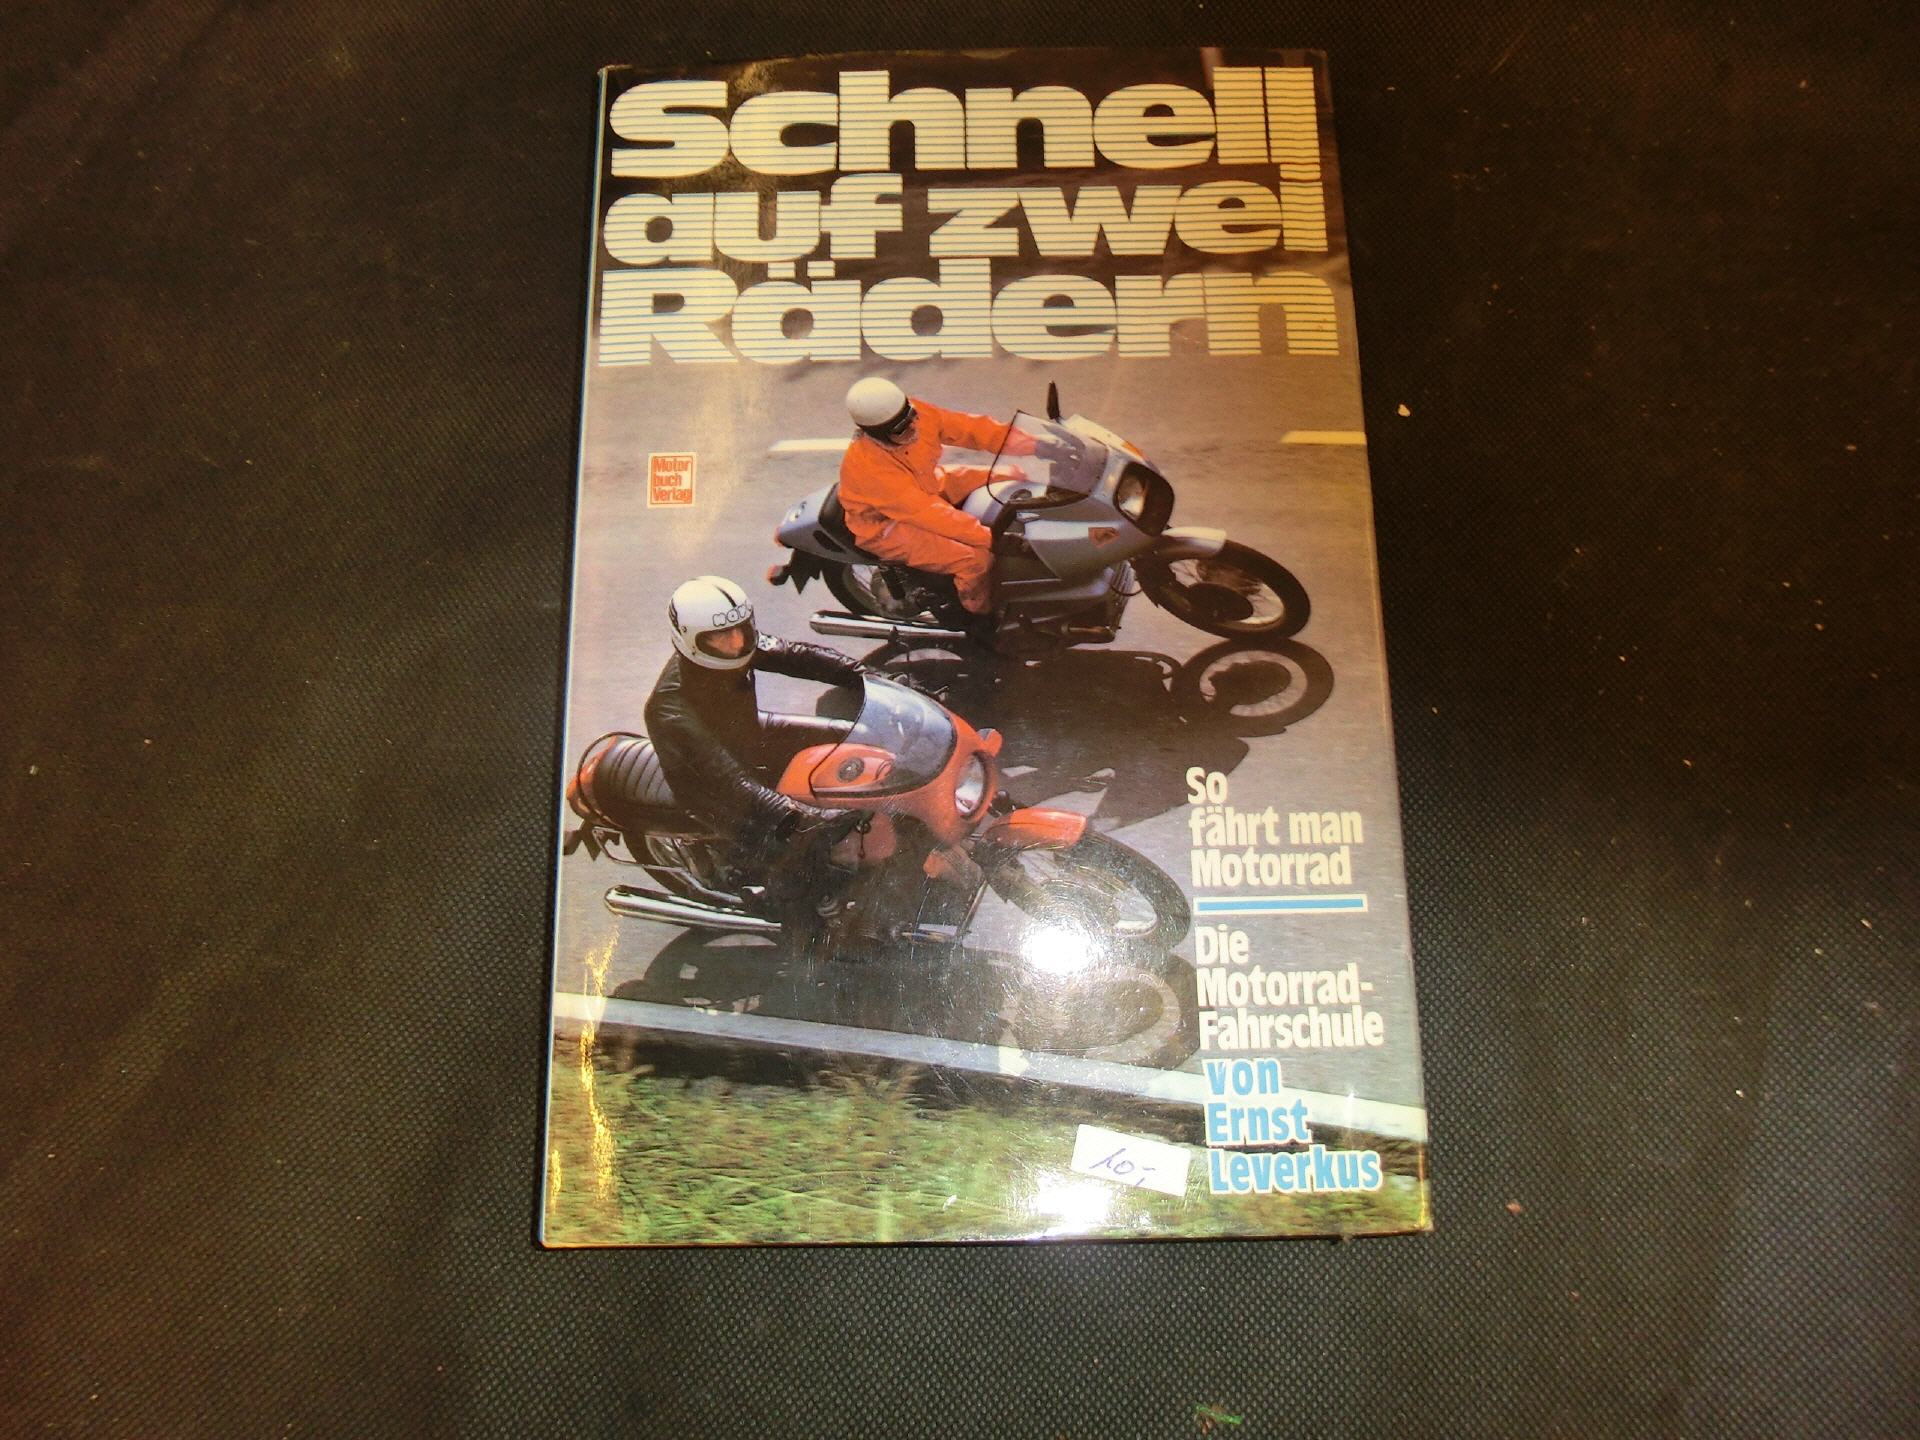 Schnell
auf zwei
Rädern
Motor
buch
Verlag
So
fährt man
Motorrad
Die
Motorrad-
Fahrschule
von
Ernst
Leverkus
10,-